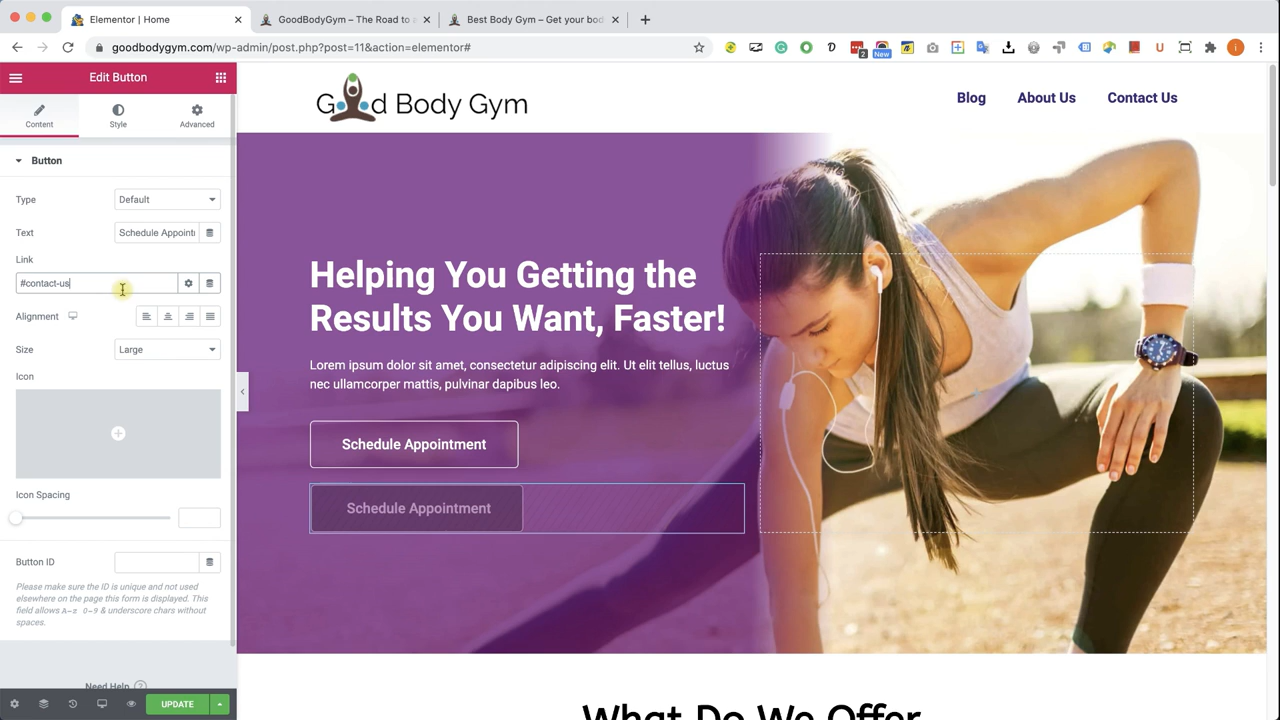 Elementor | Home
GoodBodyGym – The Road to
Best Body Gym – Get your bod
goodbodygym.com/wp-admin/post.php?post=11&action=elementor#
2
New
Edit Button
Content
Style
Advanced
Button
Type
Default
Text
Schedule Appoint
Link
#contact-us
Alignment
Size
Large
Icon
Icon Spacing
Button ID
Please make sure the ID is unique and not used
elsewhere on the page this form is displayed. This
field allows A-z 0-9 & underscore chars without
spaces.
Need Help
UPDATE
Good Body Gym
Blog
About Us
Contact Us
Helping You Getting the
Results You Want, Faster!
Lorem ipsum dolor sit amet, consectetur adipiscing elit. Ut elit tellus, luctus
nec ullamcorper mattis, pulvinar dapibus leo.
Schedule Appointment
Schedule Appointment
What Do We Offer